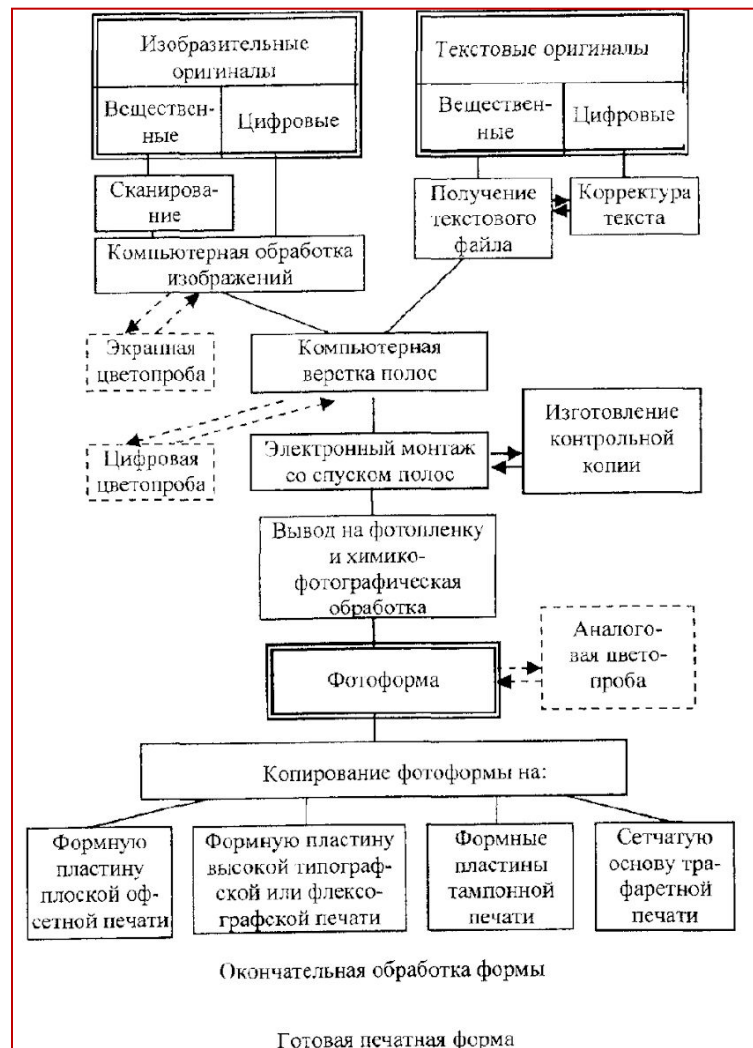 Изобразительные
оригиналы
Веществен-
ные
Цифровые
Текстовые оригиналы
Веществен-
ные
Цифровые
Сканирова-
ние
Получение
текстового
файла
Корректура
текста
Компьютерная обработка
изображений
Экранная
цветопроба
Компьютерная
верстка полос
Цифровая
цветопроба
Электронный монтаж
со спуском полос
Изготовление
контрольной
копии
Вывод на фотопленку
и химико-
фотографическая
обработка
Фотоформа
Аналого-
вая цвето-
проба
Копирование фотоформы на:
Формную
пластину
плоской оф-
сетной печати
Формную пластину
высокой типограф-
ской или флексо-
графской печати
Формные
пластины
тампонной
печати
Сетчатую
основу тра-
фаретной
печати
Окончательная обработка формы
Готовая печатная форма